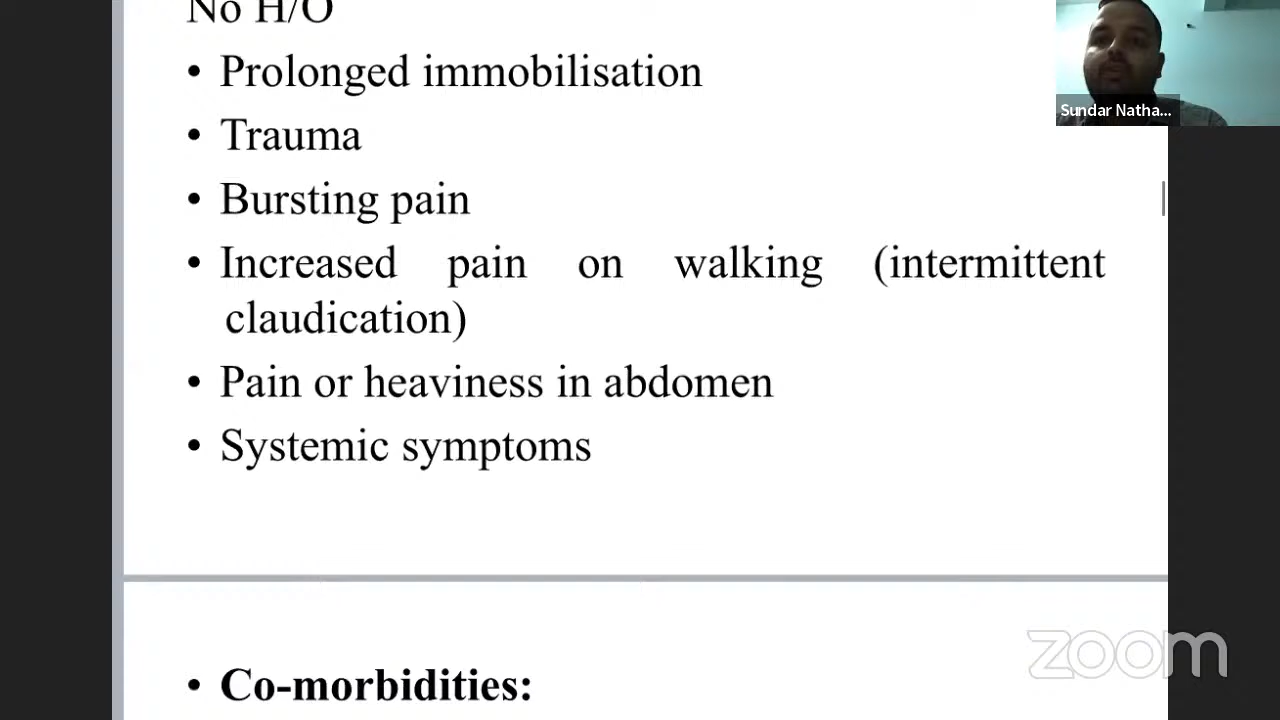 No H/O
• Prolonged immobilisation
• Trauma
• Bursting pain
• Increased pain on walking (intermittent
claudication)
• Pain or heaviness in abdomen
• Systemic symptoms
• Co-morbidities:
Sundar Natha...
zoom